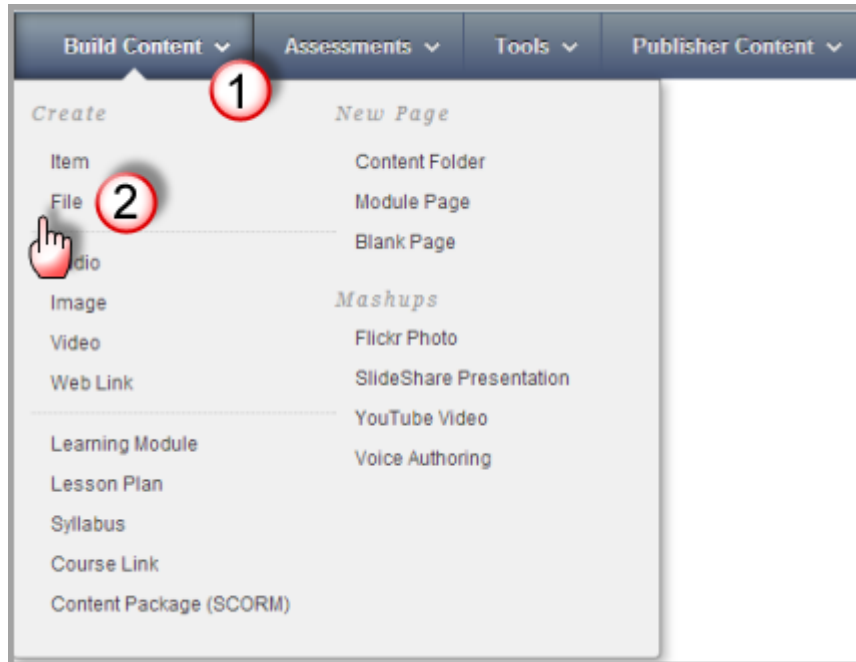 Build Content Assessments Tools Publisher Content
1
Create
Item
File
2
Image
Video
Web Link
Learning Module
Lesson Plan
Syllabus
Course Link
Content Package (SCORM)
New Page
Content Folder
Module Page
Blank Page
Mashups
Flickr Photo
SlideShare Presentation
YouTube Video
Voice Authoring